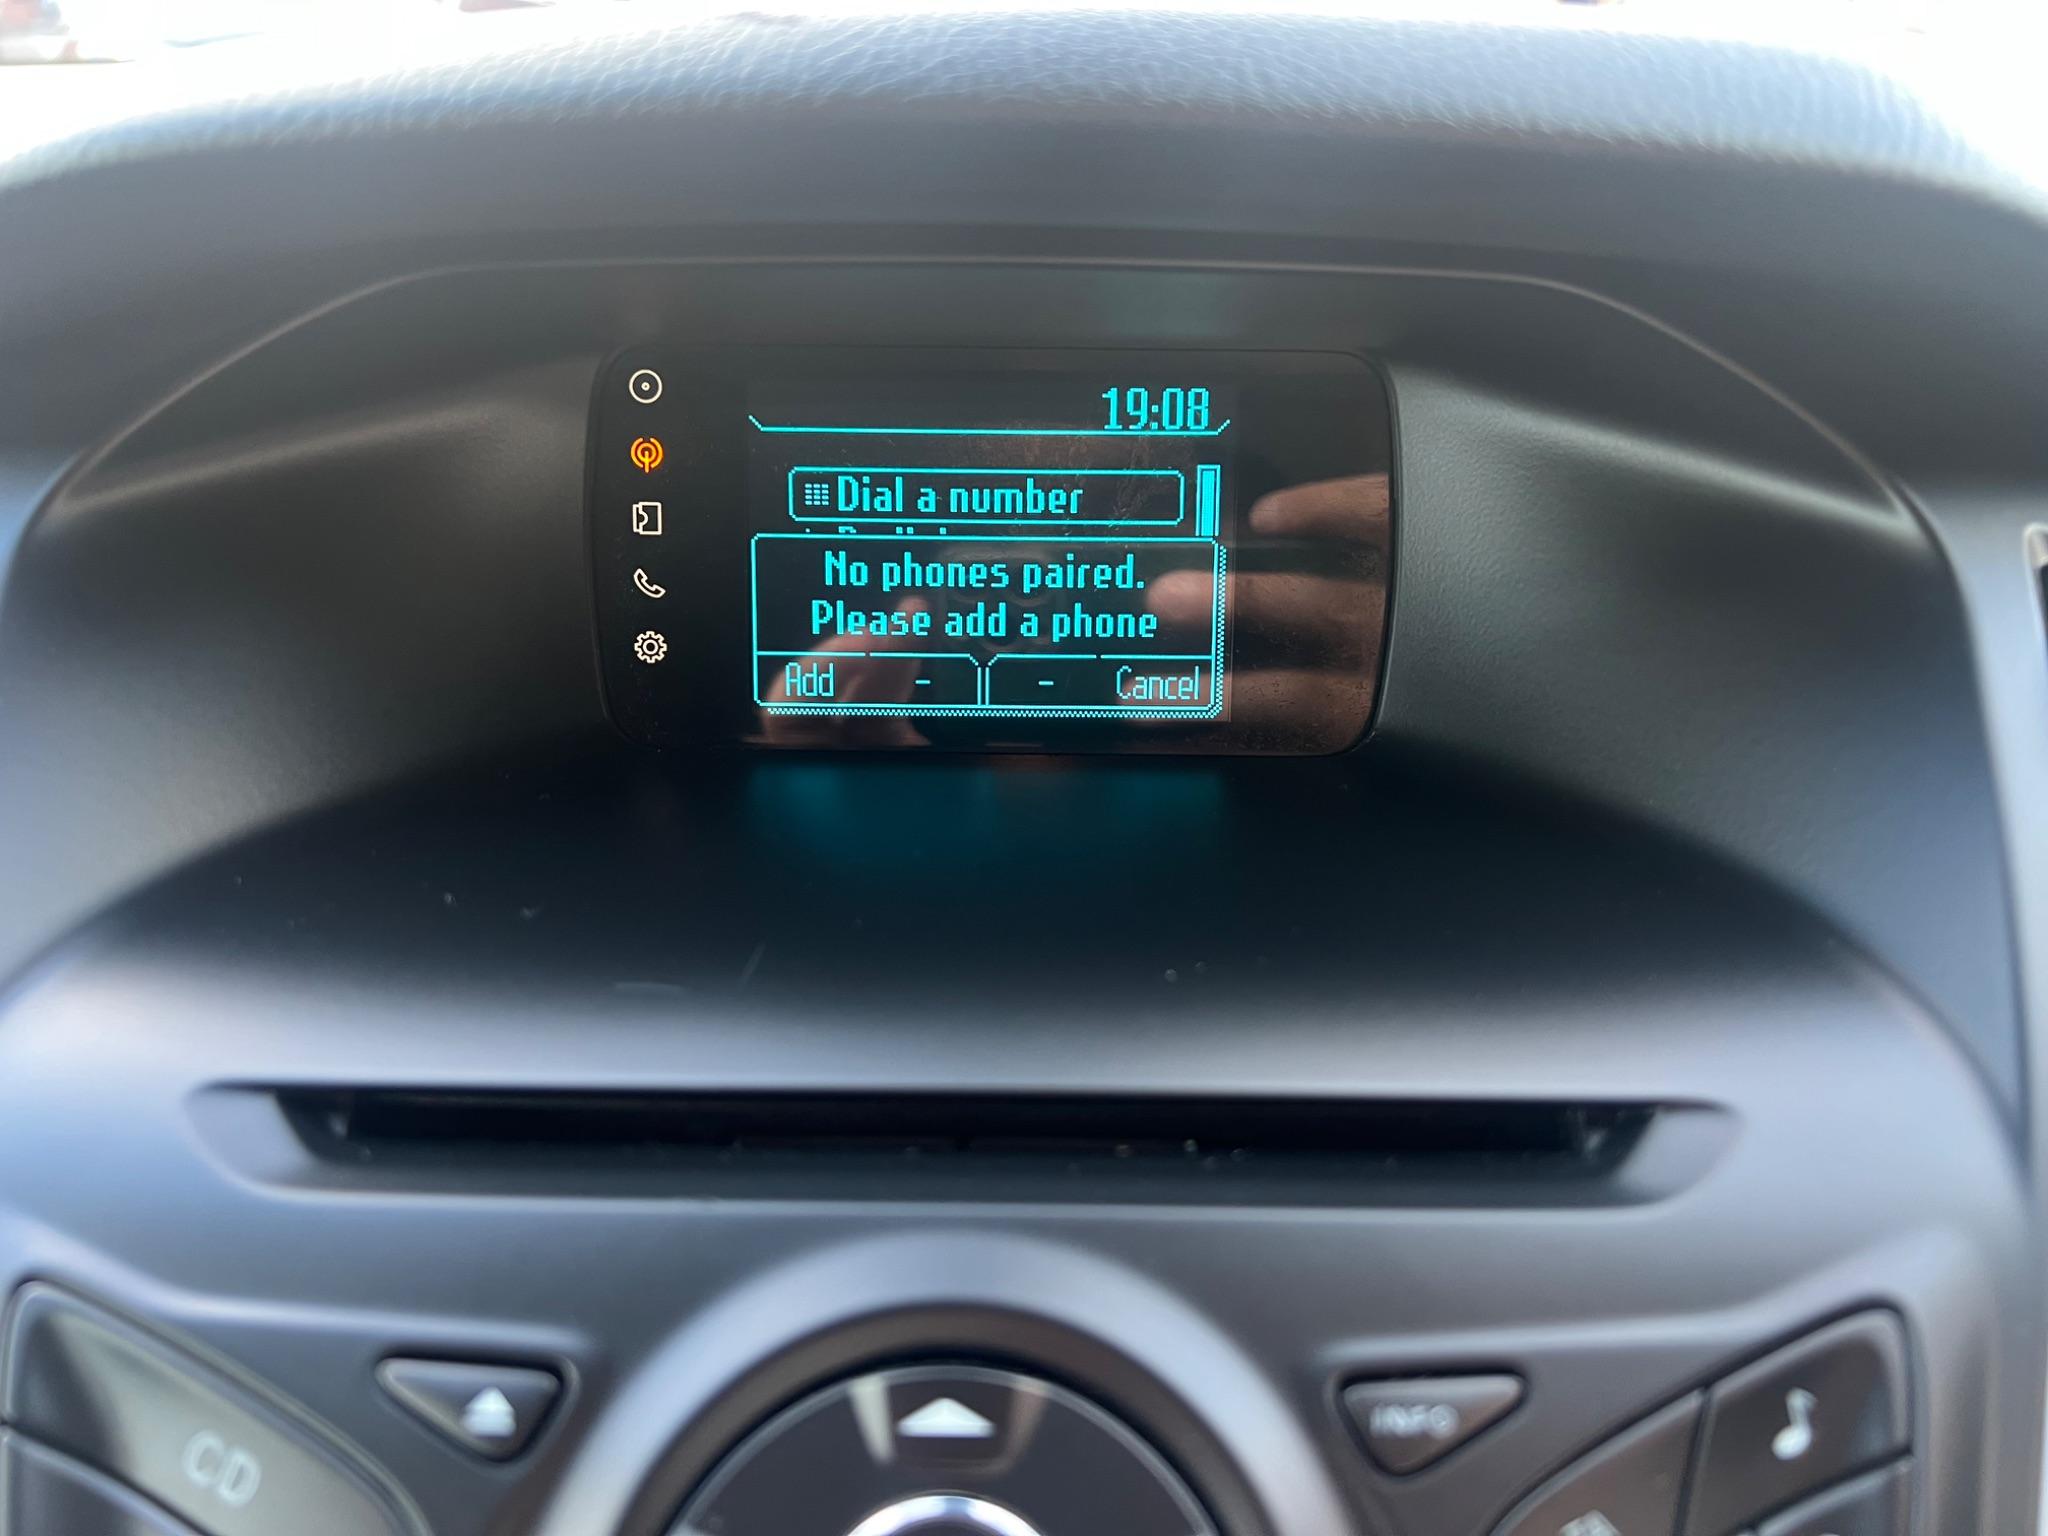 19:08
Dial a number
No phones paired.
Please add a phone
Add - - Cancel
INFO
CD